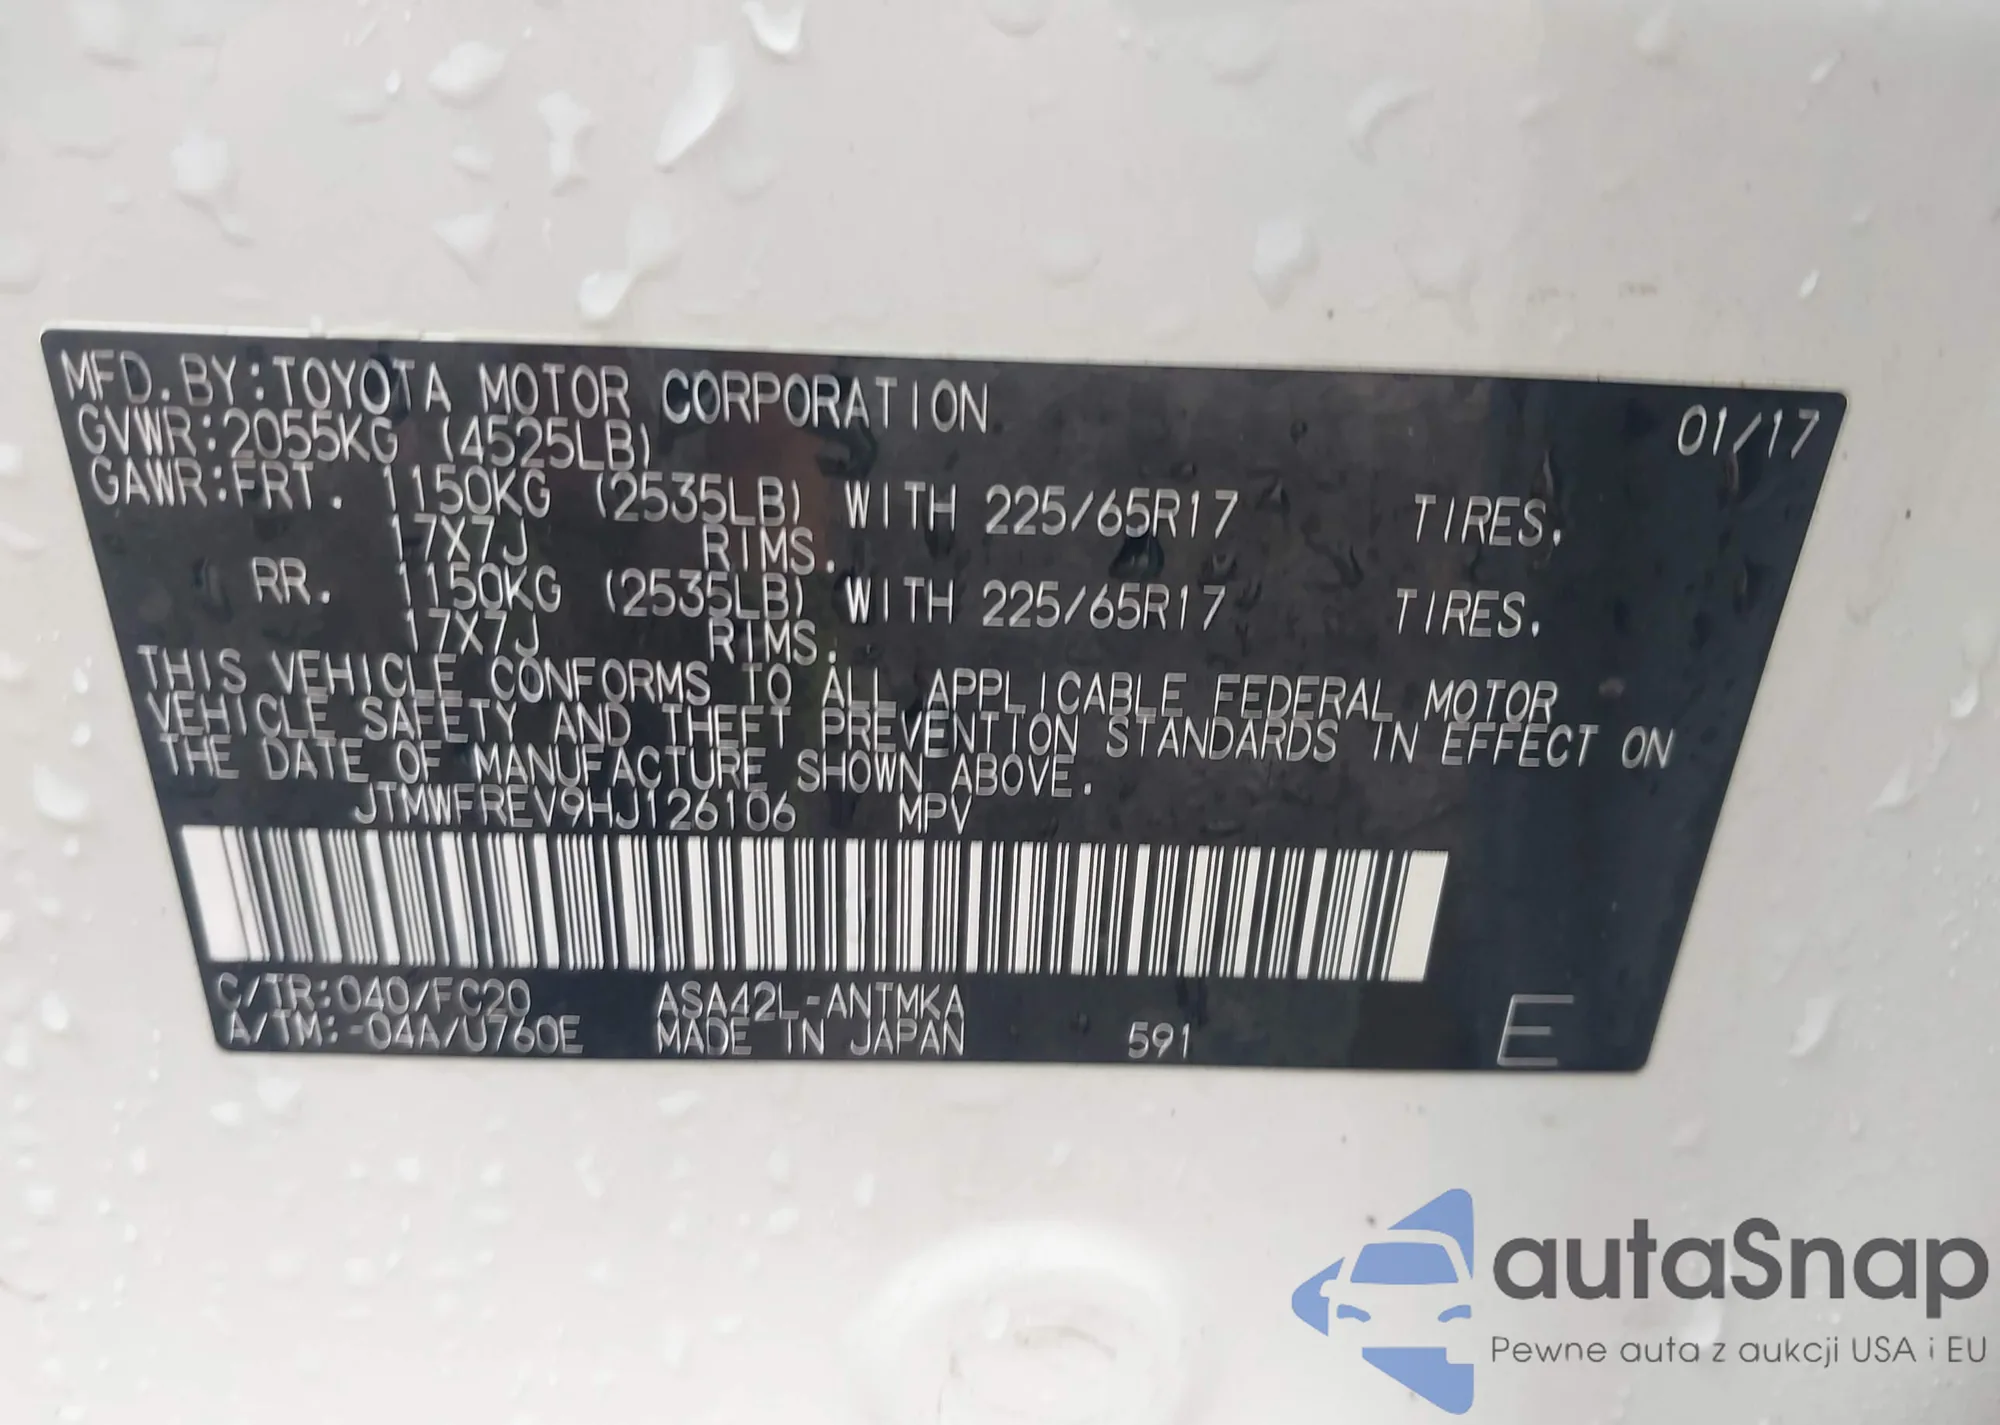 MFD.BY:TOYOTA MOTOR CORPORATION 01/17
GVWR:2055KG (4525LB)
GAWR:FRT. 1150KG (2535LB) WITH 225/65R17 TIRES.
17X7J RIMS.
RR. 1150KG (2535LB) WITH 225/65R17 TIRES.
17X7J RIMS.
THIS VEHICLE CONFORMS TO ALL APPLICABLE FEDERAL MOTOR
VEHICLE SAFETY AND THEFT PREVENTION STANDARDS IN EFFECT ON
THE DATE OF MANUFACTURE SHOWN ABOVE.
JTMWFREV9HJ126106 MPV
C/TR:040/FC20 ASA42L-ANTMKA
A/TM:-04A/U760E MADE IN JAPAN 591 E
autaSnap
Pewne auta z aukcji USA i EU